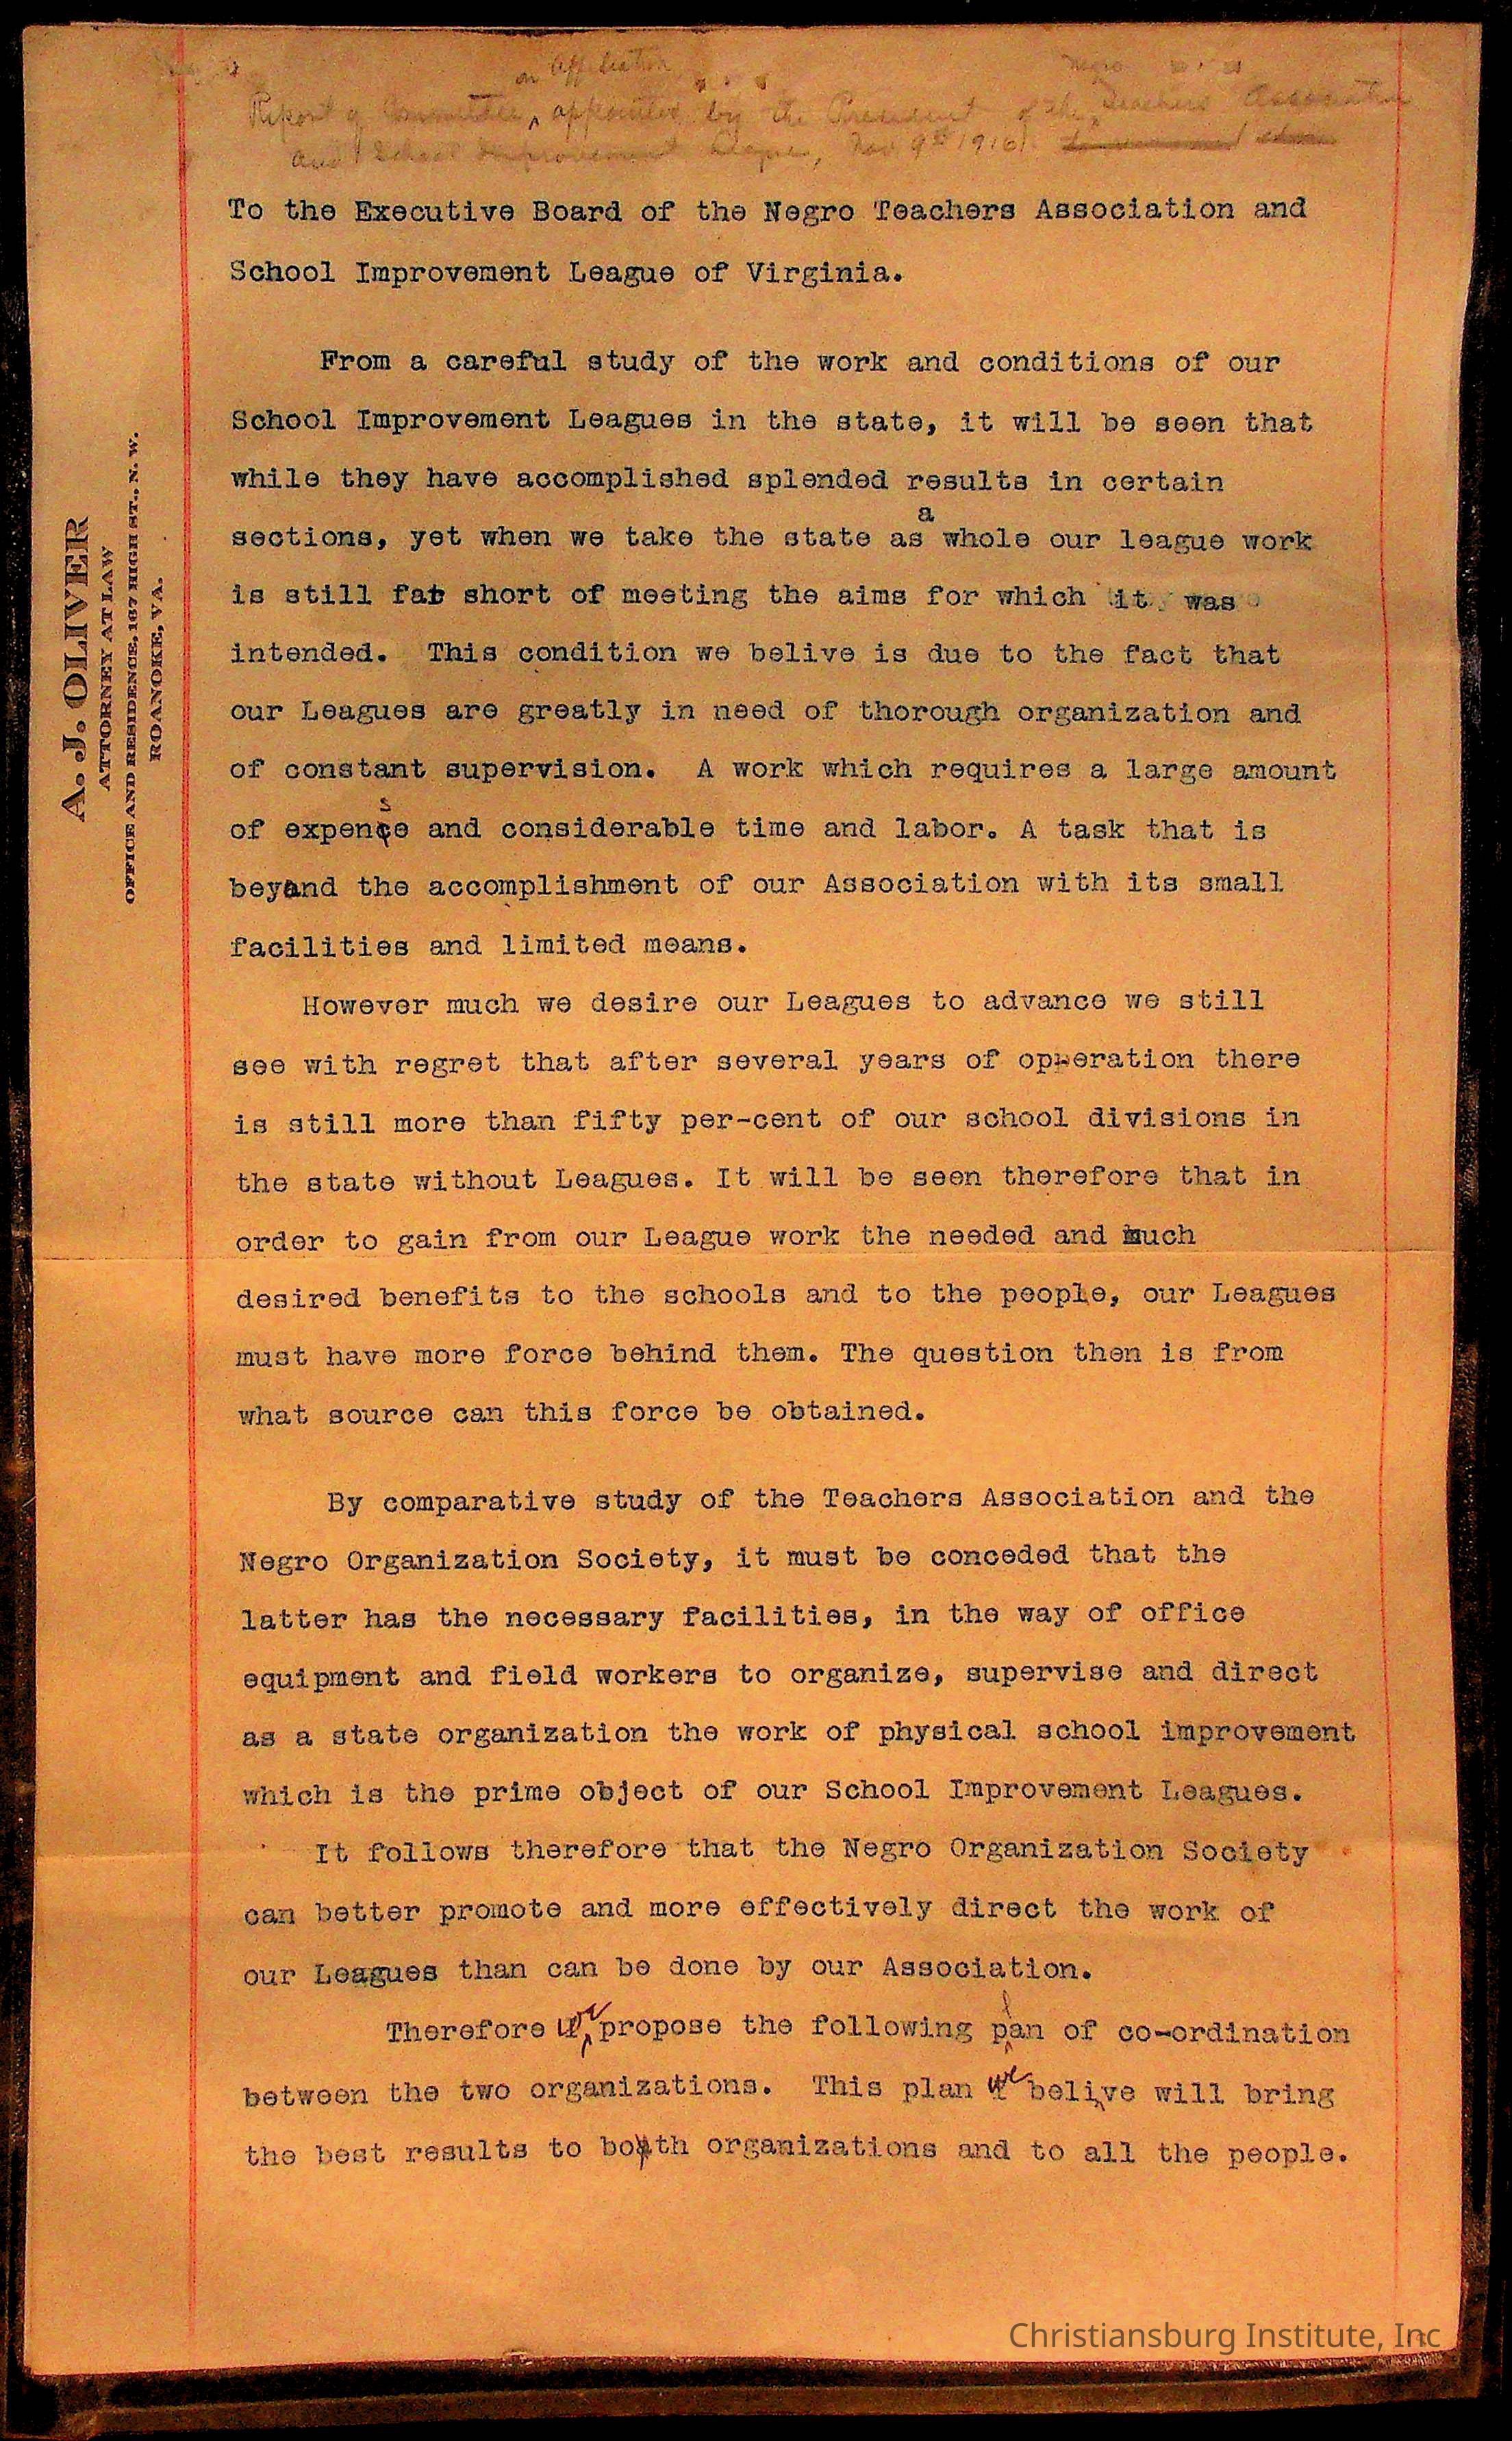 on Affiliation
Negro
Report of Committee, appointed by the President of the Teachers Association
and School Improvement League, Nov 9th 1916.
To the Executive Board of the Negro Teachers Association and
School Improvement League of Virginia.
From a careful study of the work and conditions of our
School Improvement Leagues in the state, it will be seen that
while they have accomplished splended results in certain
a
sections, yet when we take the state as whole our league work
is still far short of meeting the aims for which it was
intended. This condition we belive is due to the fact that
our Leagues are greatly in need of thorough organization and
of constant supervision. A work which requires a large amount
s
of expence and considerable time and labor. A task that is
beyand the accomplishment of our Association with its small
facilities and limited means.
However much we desire our Leagues to advance we still
see with regret that after several years of opperation there
is still more than fifty per-cent of our school divisions in
the state without Leagues. It will be seen therefore that in
order to gain from our League work the needed and much
desired benefits to the schools and to the people, our Leagues
must have more force behind them. The question then is from
what source can this force be obtained.
By comparative study of the Teachers Association and the
Negro Organization Society, it must be conceded that the
latter has the necessary facilities, in the way of office
equipment and field workers to organize, supervise and direct
as a state organization the work of physical school improvement
which is the prime object of our School Improvement Leagues.
It follows therefore that the Negro Organization Society
can better promote and more effectively direct the work of
our Leagues than can be done by our Association.
l
Therefore we propose the following pan of co-ordination
between the two organizations. This plan we belive will bring
the best results to both organizations and to all the people.
A. J. OLIVER
ATTORNEY AT LAW
OFFICE AND RESIDENCE, 167 HIGH ST., N. W.
ROANOKE, VA.
Christiansburg Institute, Inc